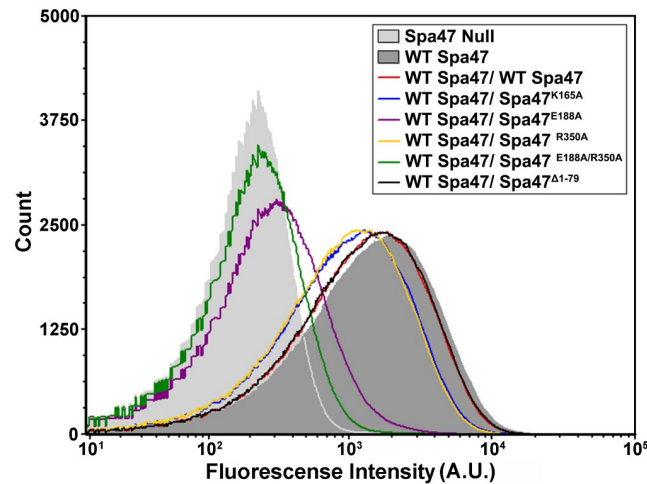 5000
3750
2500
1250
0
Count
Spa47 Null
WT Spa47
WT Spa47/ WT Spa47
WT Spa47/ Spa47K165A
WT Spa47/ Spa47E188A
WT Spa47/ Spa47 R350A
WT Spa47/ Spa47 E188A/R350A
WT Spa47/ Spa47Δ1-79
10¹ 10² 10³ 10⁴ 10⁵
Fluorescense Intensity (A.U.)